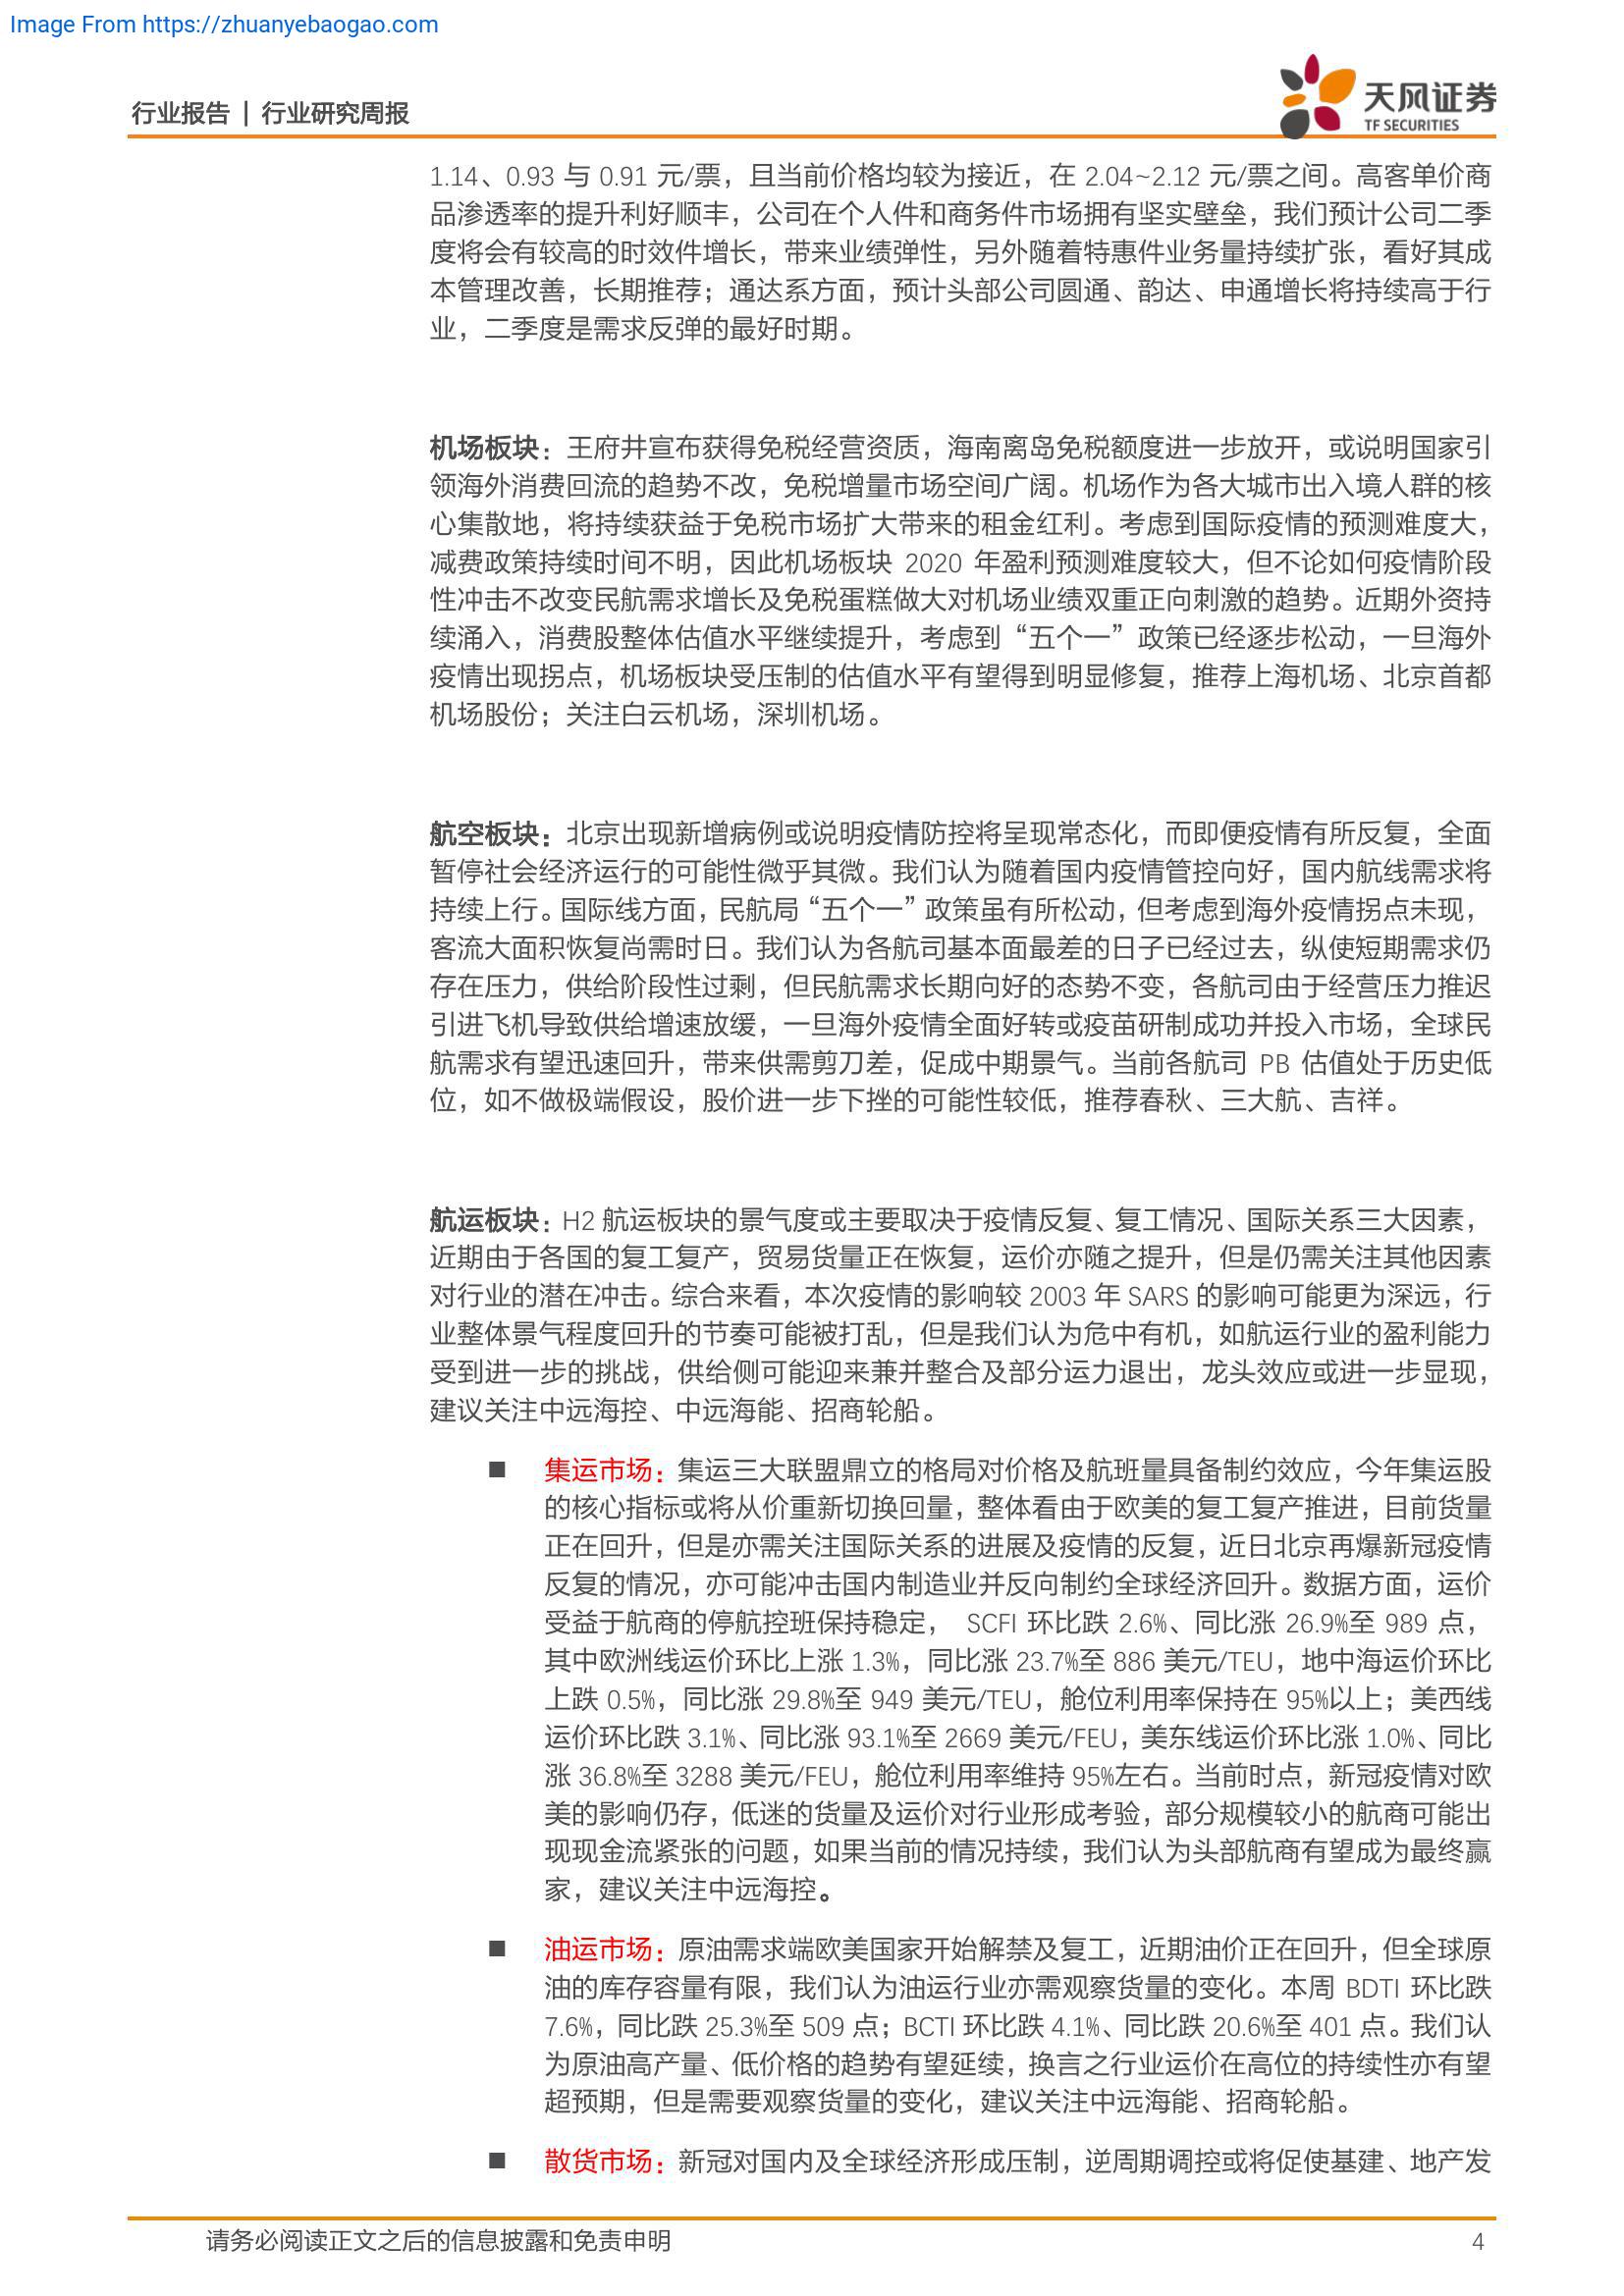 Image From https://zhuanyebaogao.com
行业报告 | 行业研究周报
天风证券
TF SECURITIES
1.14、0.93 与 0.91 元/票，且当前价格均较为接近，在 2.04~2.12 元/票之间。高客单价商
品渗透率的提升利好顺丰，公司在个人件和商务件市场拥有坚实壁垒，我们预计公司二季
度将会有较高的时效件增长，带来业绩弹性，另外随着特惠件业务量持续扩张，看好其成
本管理改善，长期推荐；通达系方面，预计头部公司圆通、韵达、申通增长将持续高于行
业，二季度是需求反弹的最好时期。
机场板块：王府井宣布获得免税经营资质，海南离岛免税额度进一步放开，或说明国家引
领海外消费回流的趋势不改，免税增量市场空间广阔。机场作为各大城市出入境人群的核
心集散地，将持续获益于免税市场扩大带来的租金红利。考虑到国际疫情的预测难度大，
减费政策持续时间不明，因此机场板块 2020 年盈利预测难度较大，但不论如何疫情阶段
性冲击不改变民航需求增长及免税蛋糕做大对机场业绩双重正向刺激的趋势。近期外资持
续涌入，消费股整体估值水平继续提升，考虑到“五个一”政策已经逐步松动，一旦海外
疫情出现拐点，机场板块受压制的估值水平有望得到明显修复，推荐上海机场、北京首都
机场股份；关注白云机场，深圳机场。
航空板块：北京出现新增病例或说明疫情防控将呈现常态化，而即便疫情有所反复，全面
暂停社会经济运行的可能性微乎其微。我们认为随着国内疫情管控向好，国内航线需求将
持续上行。国际线方面，民航局“五个一”政策虽有所松动，但考虑到海外疫情拐点未现，
客流大面积恢复尚需时日。我们认为各航司基本面最差的日子已经过去，纵使短期需求仍
存在压力，供给阶段性过剩，但民航需求长期向好的态势不变，各航司由于经营压力推迟
引进飞机导致供给增速放缓，一旦海外疫情全面好转或疫苗研制成功并投入市场，全球民
航需求有望迅速回升，带来供需剪刀差，促成中期景气。当前各航司 PB 估值处于历史低
位，如不做极端假设，股价进一步下挫的可能性较低，推荐春秋、三大航、吉祥。
航运板块：H2 航运板块的景气度或主要取决于疫情反复、复工情况、国际关系三大因素，
近期由于各国的复工复产，贸易货量正在恢复，运价亦随之提升，但是仍需关注其他因素
对行业的潜在冲击。综合来看，本次疫情的影响较 2003 年 SARS 的影响可能更为深远，行
业整体景气程度回升的节奏可能被打乱，但是我们认为危中有机，如航运行业的盈利能力
受到进一步的挑战，供给侧可能迎来兼并整合及部分运力退出，龙头效应或进一步显现，
建议关注中远海控、中远海能、招商轮船。
■ 集运市场：集运三大联盟鼎立的格局对价格及航班量具备制约效应，今年集运股
的核心指标或将从价重新切换回量，整体看由于欧美的复工复产推进，目前货量
正在回升，但是亦需关注国际关系的进展及疫情的反复，近日北京再爆新冠疫情
反复的情况，亦可能冲击国内制造业并反向制约全球经济回升。数据方面，运价
受益于航商的停航控班保持稳定， SCFI 环比跌 2.6%、同比涨 26.9%至 989 点，
其中欧洲线运价环比上涨 1.3%，同比涨 23.7%至 886 美元/TEU，地中海运价环比
上跌 0.5%，同比涨 29.8%至 949 美元/TEU，舱位利用率保持在 95%以上；美西线
运价环比跌 3.1%、同比涨 93.1%至 2669 美元/FEU，美东线运价环比涨 1.0%、同比
涨 36.8%至 3288 美元/FEU，舱位利用率维持 95%左右。当前时点，新冠疫情对欧
美的影响仍存，低迷的货量及运价对行业形成考验，部分规模较小的航商可能出
现现金流紧张的问题，如果当前的情况持续，我们认为头部航商有望成为最终赢
家，建议关注中远海控。
■ 油运市场：原油需求端欧美国家开始解禁及复工，近期油价正在回升，但全球原
油的库存容量有限，我们认为油运行业亦需观察货量的变化。本周 BDTI 环比跌
7.6%，同比跌 25.3%至 509 点；BCTI 环比跌 4.1%、同比跌 20.6%至 401 点。我们认
为原油高产量、低价格的趋势有望延续，换言之行业运价在高位的持续性亦有望
超预期，但是需要观察货量的变化，建议关注中远海能、招商轮船。
■ 散货市场：新冠对国内及全球经济形成压制，逆周期调控或将促使基建、地产发
请务必阅读正文之后的信息披露和免责申明
4